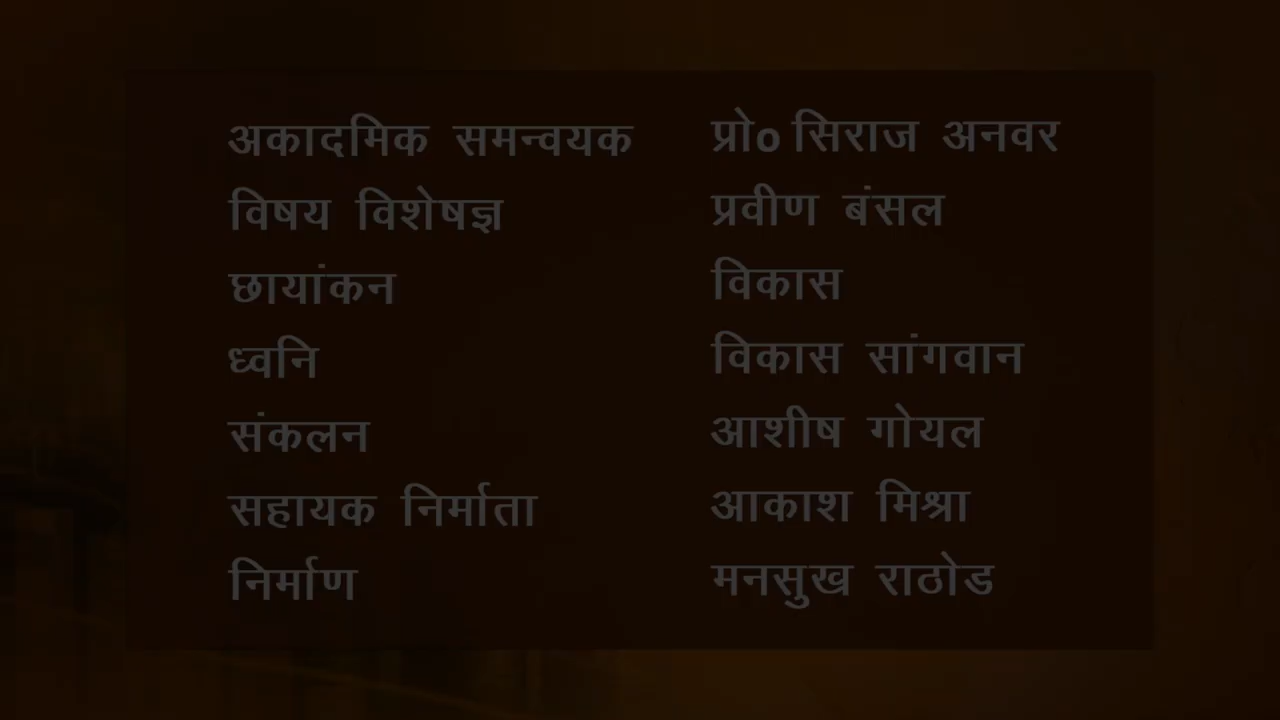 अकादमिक समन्वयक प्रो० सिराज अनवर
विषय विशेषज्ञ प्रवीण बंसल
छायांकन विकास
ध्वनि विकास सांगवान
संकलन आशीष गोयल
सहायक निर्माता आकाश मिश्रा
निर्माण मनसुख राठोड